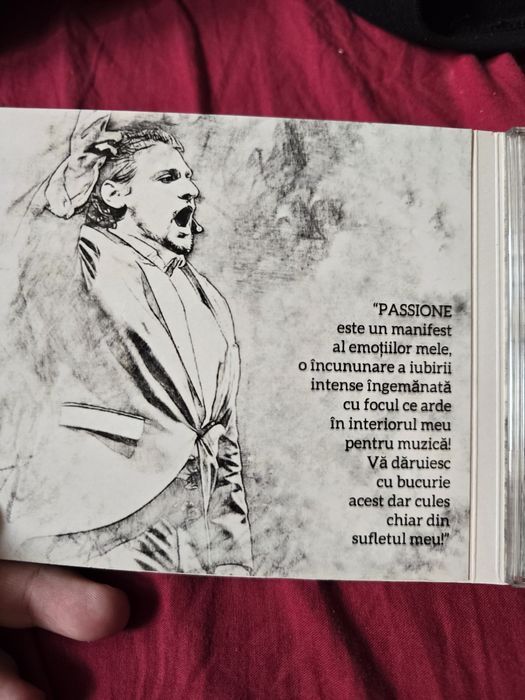 “PASSIONE
este un manifest
al emoțiilor mele,
o încununare a iubirii
intense îngemănată
cu focul ce arde
în interiorul meu
pentru muzică!
Vă dăruiesc
cu bucurie
acest dar cules
chiar din
sufletul meu!”